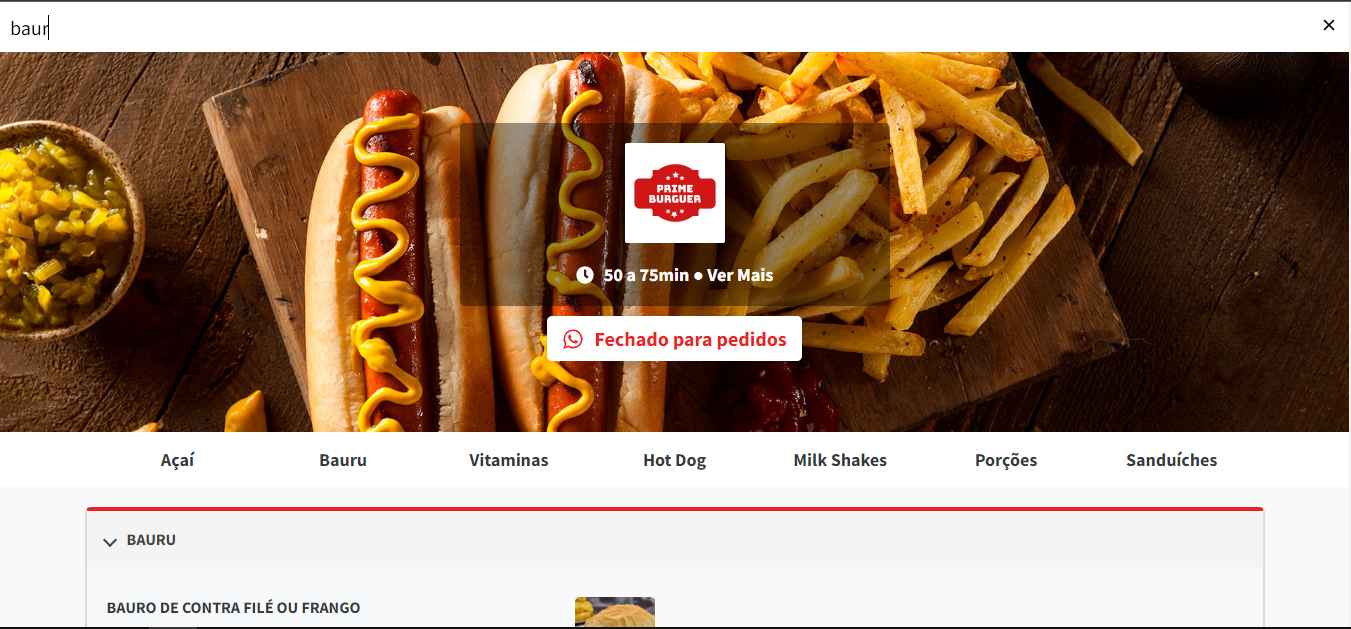 baur
PRIME
BURGUER
50 a 75min ● Ver Mais
Fechado para pedidos
Açaí
Bauru
Vitaminas
Hot Dog
Milk Shakes
Porções
Sanduíches
BAURU
BAURO DE CONTRA FILÉ OU FRANGO